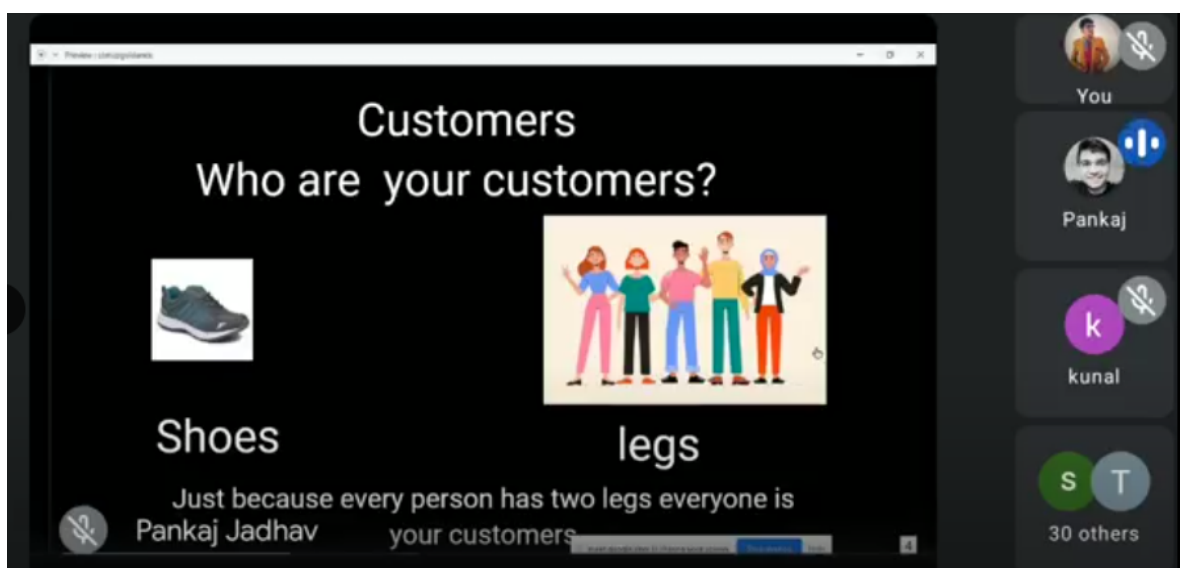 Customers
Who are your customers?
Shoes
legs
Just because every person has two legs everyone is
your customers
Pankaj Jadhav
4
You
Pankaj
k
kunal
S T
30 others